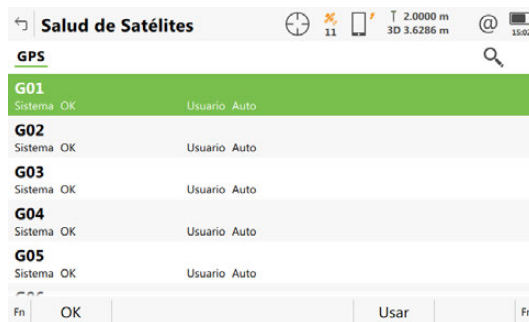 Salud de Satélites
11
2.0000 m
3D 3.6286 m
@
15:02
GPS
G01
Sistema OK Usuario Auto
G02
Sistema OK Usuario Auto
G03
Sistema OK Usuario Auto
G04
Sistema OK Usuario Auto
G05
Sistema OK Usuario Auto
Fn OK Usar